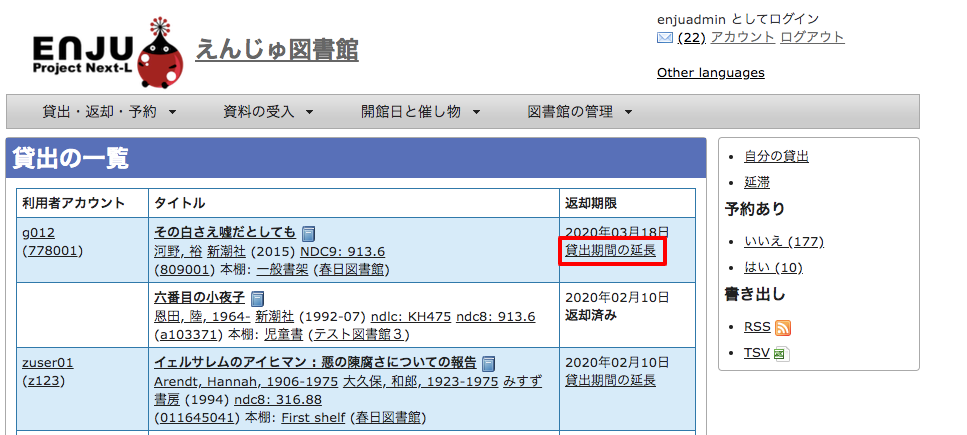 enjuadmin としてログイン
(22) アカウント ログアウト
ENJU
Project Next-L
えんじゅ図書館
Other languages
貸出・返却・予約 資料の受入 開館日と催し物 図書館の管理
貸出の一覧
利用者アカウント タイトル 返却期限
g012
(778001)
その白さえ嘘だとしても
河野, 裕 新潮社 (2015) NDC9: 913.6
(809001) 本棚: 一般書架 (春日図書館)
2020年03月18日
貸出期間の延長
六番目の小夜子
恩田, 陸, 1964- 新潮社 (1992-07) ndlc: KH475 ndc8: 913.6
(a103371) 本棚: 児童書 (テスト図書館３)
2020年02月10日
返却済み
zuser01
(z123)
イェルサレムのアイヒマン : 悪の陳腐さについての報告
Arendt, Hannah, 1906-1975 大久保, 和郎, 1923-1975 みすず
書房 (1994) ndc8: 316.88
(011645041) 本棚: First shelf (春日図書館)
2020年02月10日
貸出期間の延長
自分の貸出
延滞
予約あり
いいえ (177)
はい (10)
書き出し
RSS
TSV